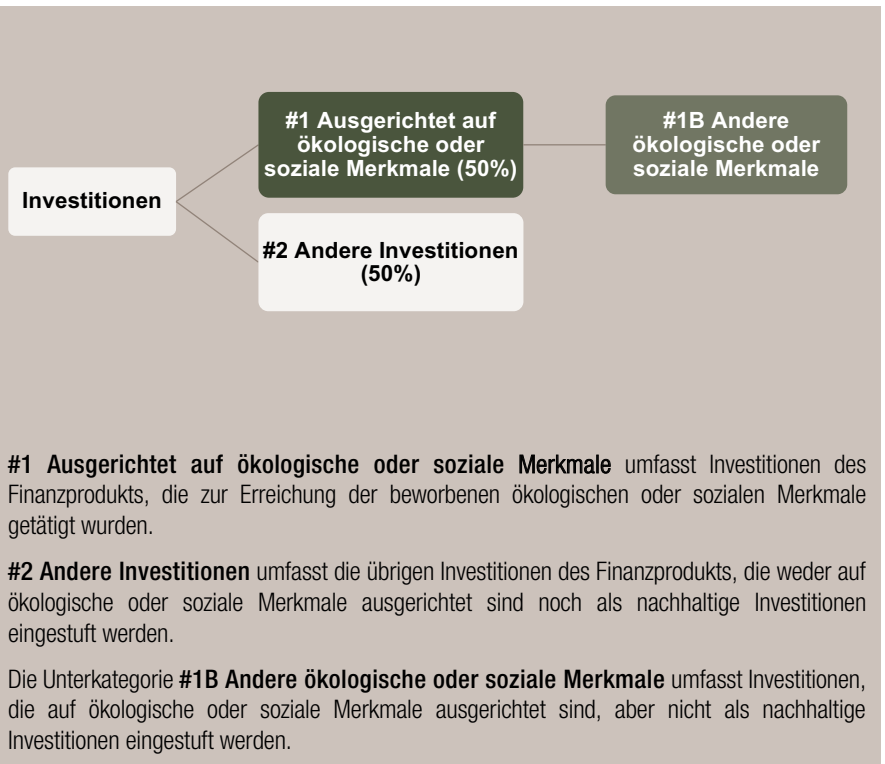 #1 Ausgerichtet auf
ökologische oder
soziale Merkmale (50%)
#1B Andere
ökologische oder
soziale Merkmale
Investitionen
#2 Andere Investitionen
(50%)
#1 Ausgerichtet auf ökologische oder soziale Merkmale umfasst Investitionen des
Finanzprodukts, die zur Erreichung der beworbenen ökologischen oder sozialen Merkmale
getätigt wurden.
#2 Andere Investitionen umfasst die übrigen Investitionen des Finanzprodukts, die weder auf
ökologische oder soziale Merkmale ausgerichtet sind noch als nachhaltige Investitionen
eingestuft werden.
Die Unterkategorie #1B Andere ökologische oder soziale Merkmale umfasst Investitionen,
die auf ökologische oder soziale Merkmale ausgerichtet sind, aber nicht als nachhaltige
Investitionen eingestuft werden.